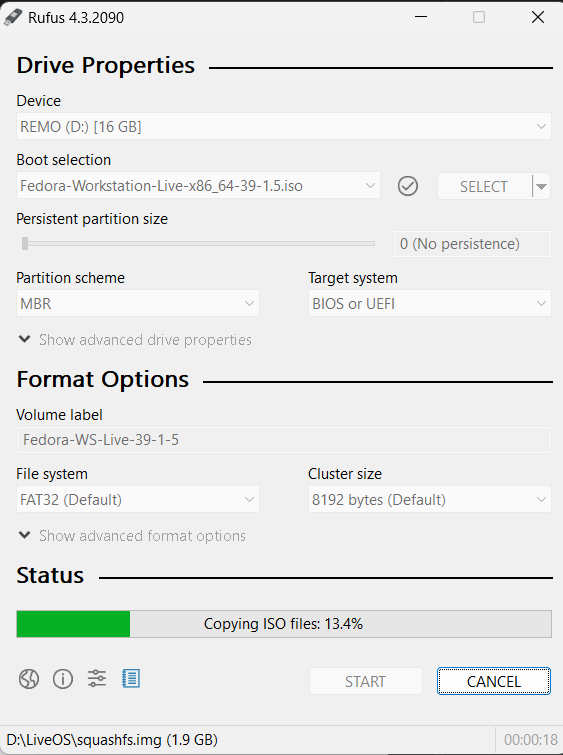 Rufus 4.3.2090
Drive Properties
Device
REMO (D:) [16 GB]
Boot selection
Fedora-Workstation-Live-x86_64-39-1.5.iso
SELECT
Persistent partition size
0 (No persistence)
Partition scheme
Target system
MBR
BIOS or UEFI
Show advanced drive properties
Format Options
Volume label
Fedora-WS-Live-39-1-5
File system
Cluster size
FAT32 (Default)
8192 bytes (Default)
Show advanced format options
Status
Copying ISO files: 13.4%
START
CANCEL
D:\LiveOS\squashfs.img (1.9 GB)
00:00:18